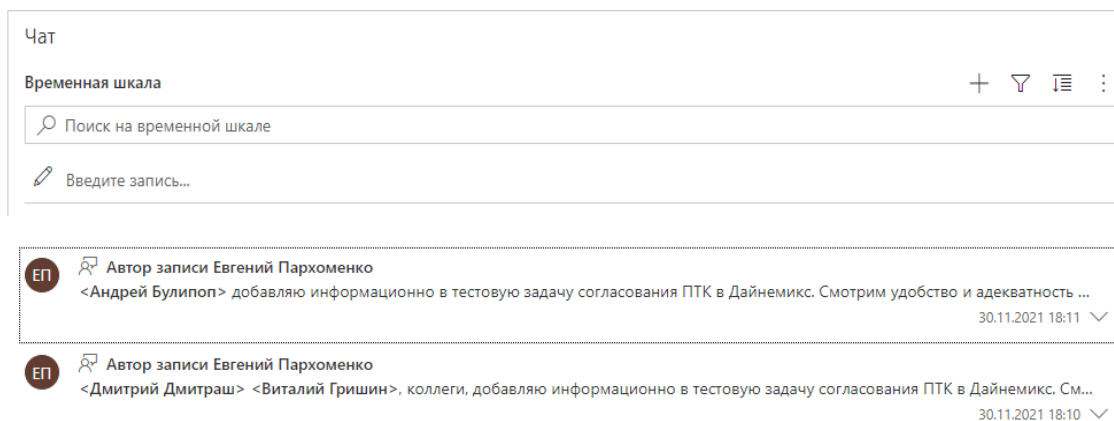 Чат
Временная шкала
Поиск на временной шкале
Введите запись...
ЕП
Автор записи Евгений Пархоменко
<Андрей Булипоп> добавляю информационно в тестовую задачу согласования ПТК в Дайнемикс. Смотрим удобство и адекватность ...
30.11.2021 18:11
ЕП
Автор записи Евгений Пархоменко
<Дмитрий Дмитраш> <Виталий Гришин>, коллеги, добавляю информационно в тестовую задачу согласования ПТК в Дайнемикс. См...
30.11.2021 18:10